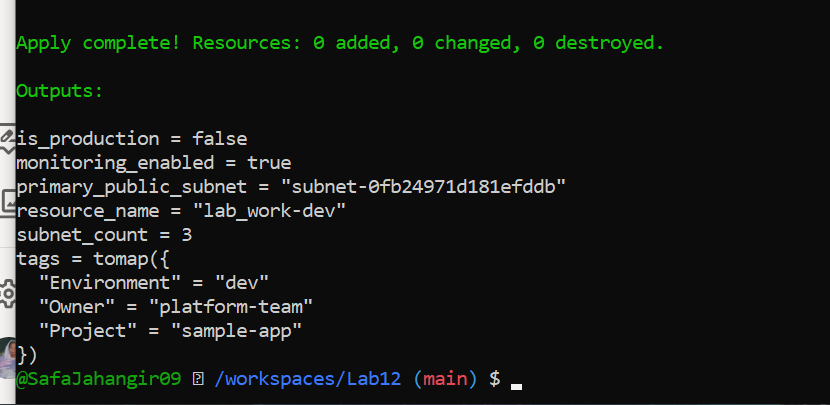 Apply complete! Resources: 0 added, 0 changed, 0 destroyed.
Outputs:
is_production = false
monitoring_enabled = true
primary_public_subnet = "subnet-0fb24971d181efddb"
resource_name = "lab_work-dev"
subnet_count = 3
tags = tomap({
  "Environment" = "dev"
  "Owner" = "platform-team"
  "Project" = "sample-app"
})
@SafaJahangir09 /workspaces/Lab12 (main) $